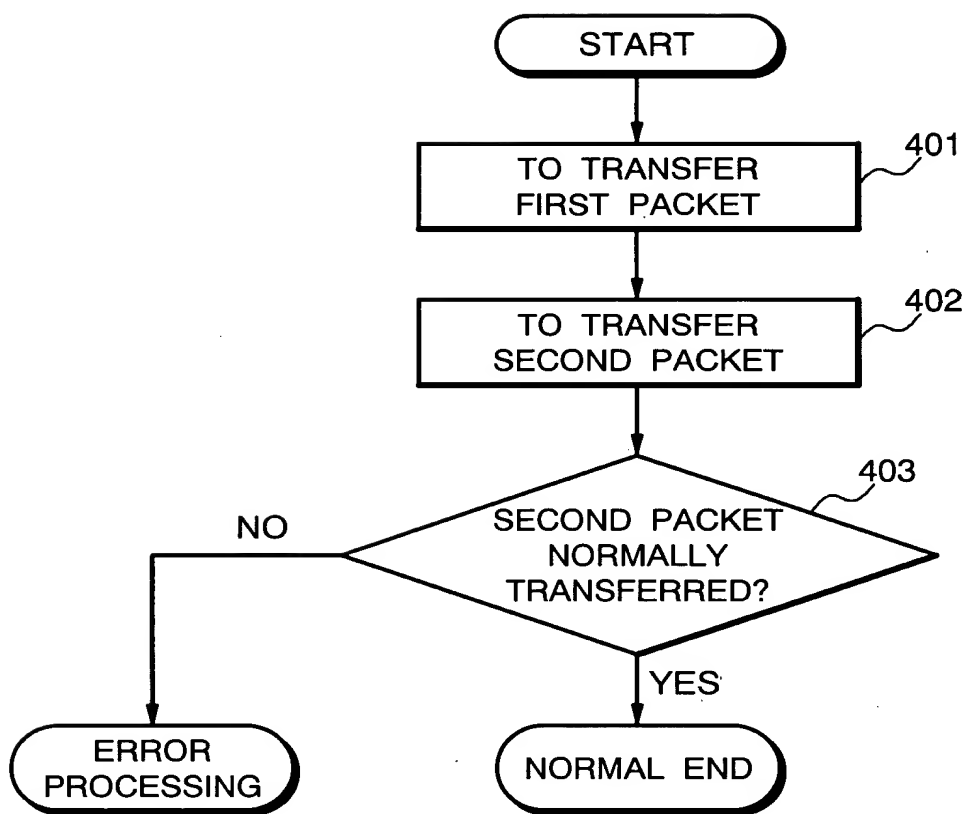 START
401
TO TRANSFER
FIRST PACKET
402
TO TRANSFER
SECOND PACKET
403
SECOND PACKET
NORMALLY
TRANSFERRED?
NO
YES
ERROR
PROCESSING
NORMAL END